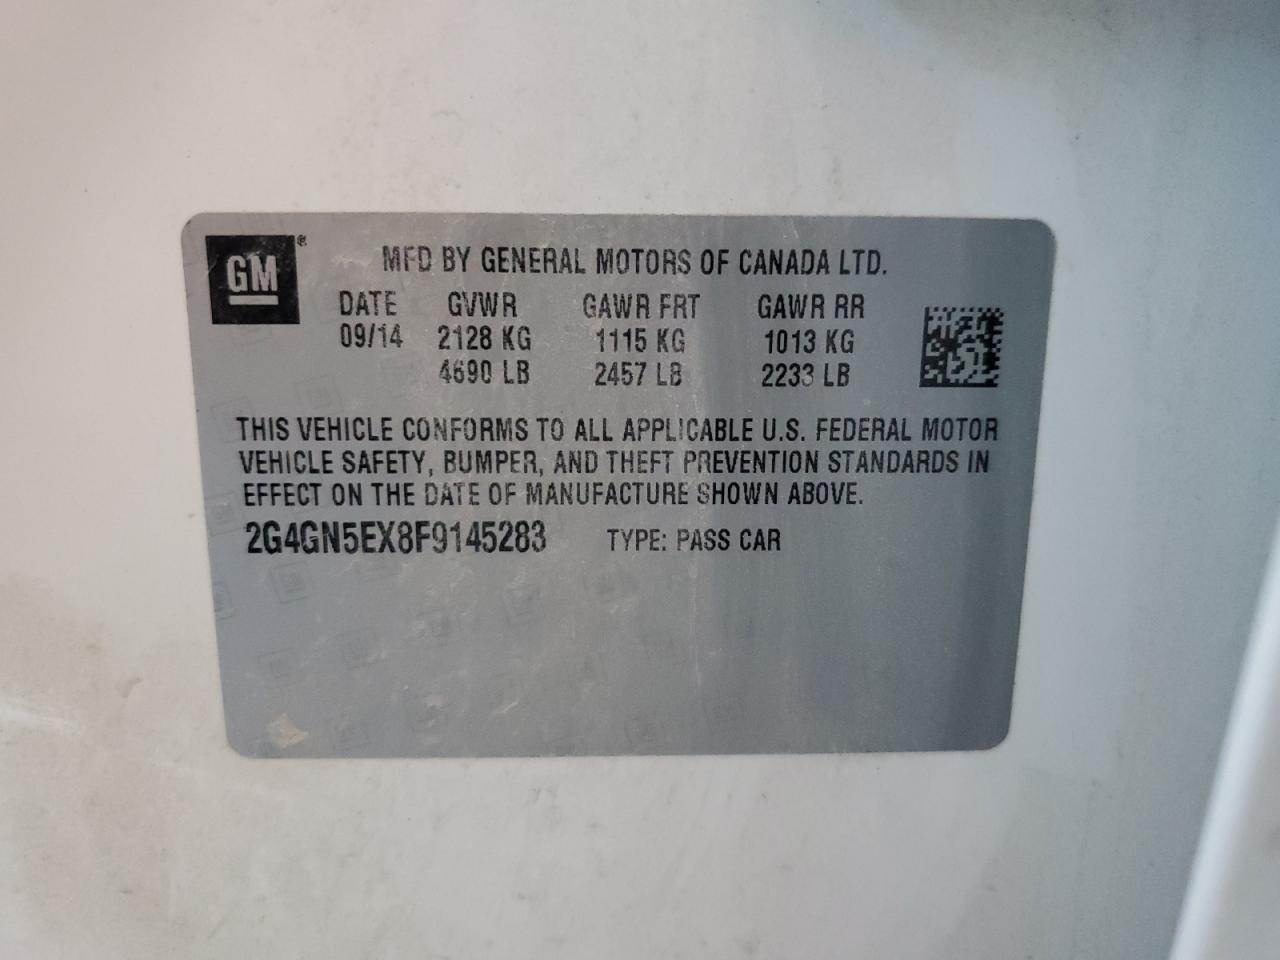 GM®
MFD BY GENERAL MOTORS OF CANADA LTD.
DATE GVWR GAWR FRT GAWR RR
09/14 2128 KG 1115 KG 1013 KG
4690 LB 2457 LB 2233 LB
THIS VEHICLE CONFORMS TO ALL APPLICABLE U.S. FEDERAL MOTOR
VEHICLE SAFETY, BUMPER, AND THEFT PREVENTION STANDARDS IN
EFFECT ON THE DATE OF MANUFACTURE SHOWN ABOVE.
2G4GN5EX8F9145283 TYPE: PASS CAR